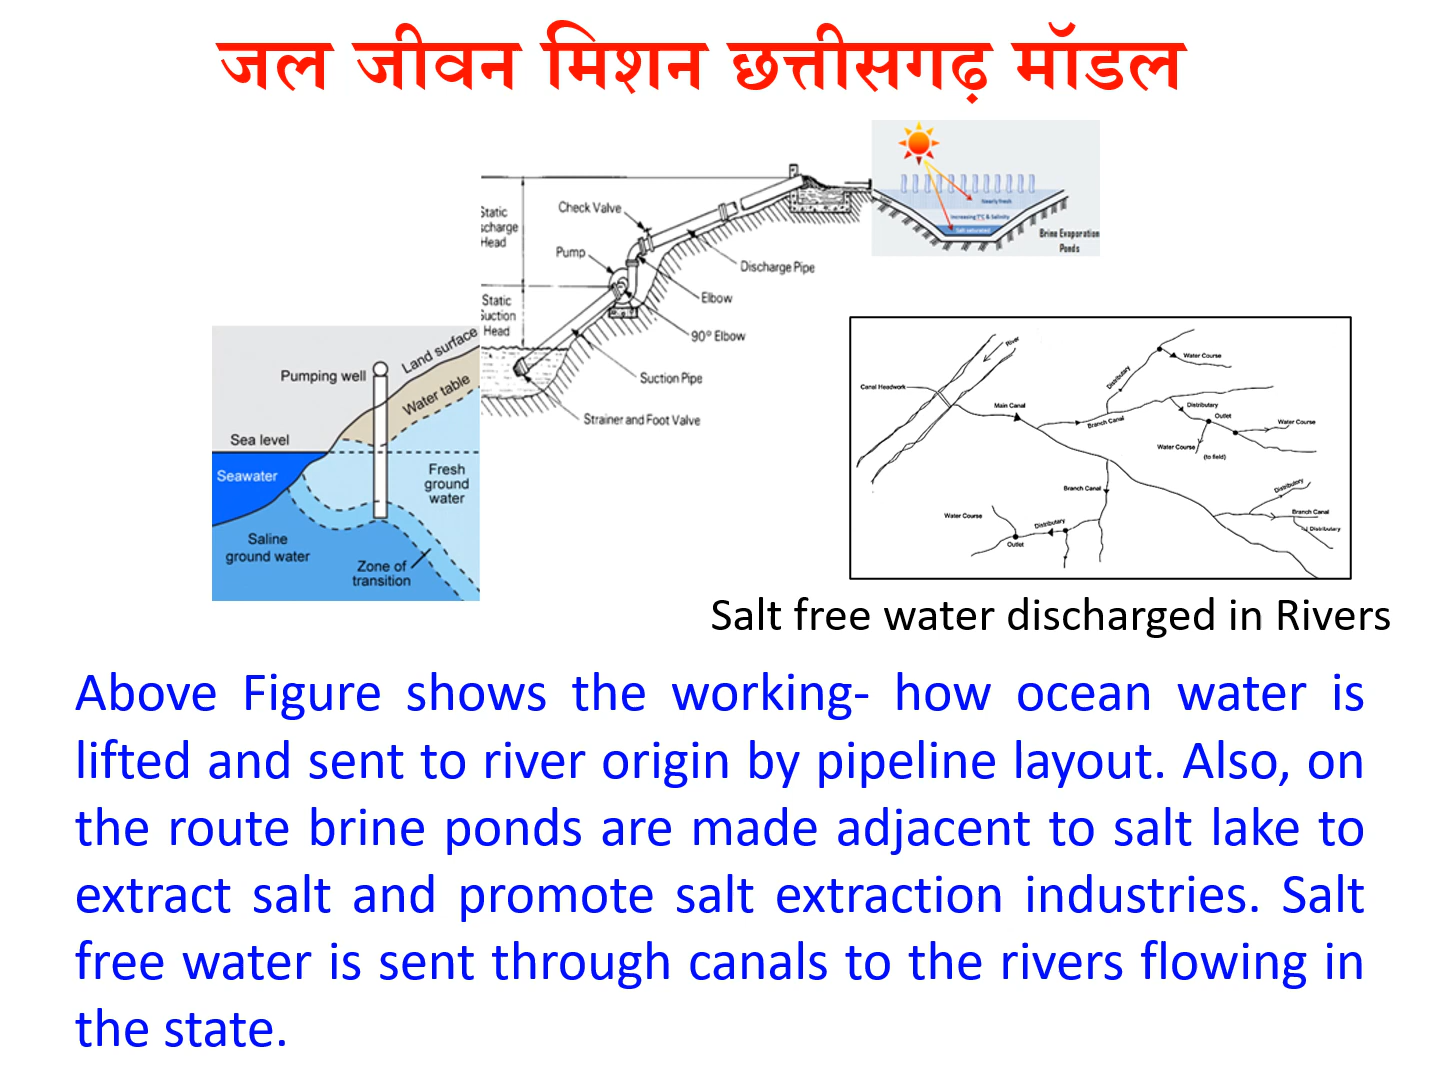 जल जीवन मिशन छत्तीसगढ़ मॉडल
Static
scharge
Head
Check Valve
Pump
Discharge Pipe
Elbow
90° Elbow
Static
Suction
Head
Suction Pipe
Strainer and Foot Valve
Nearly fresh
Increasing TS & Salinity
Salt saturated
Brine Evaporation
Ponds
Land surface
Pumping well
Water table
Sea level
Seawater
Fresh
ground
water
Saline
ground water
Zone of
transition
River
Canal Headwork
Main Canal
Branch Canal
Distributary
Water Course
Distributary
Outlet
Water Course
Water Course
(to field)
Branch Canal
Distributary
Branch Canal
Distributary
Water Course
Distributary
Outlet
Salt free water discharged in Rivers
Above Figure shows the working- how ocean water is
lifted and sent to river origin by pipeline layout. Also, on
the route brine ponds are made adjacent to salt lake to
extract salt and promote salt extraction industries. Salt
free water is sent through canals to the rivers flowing in
the state.